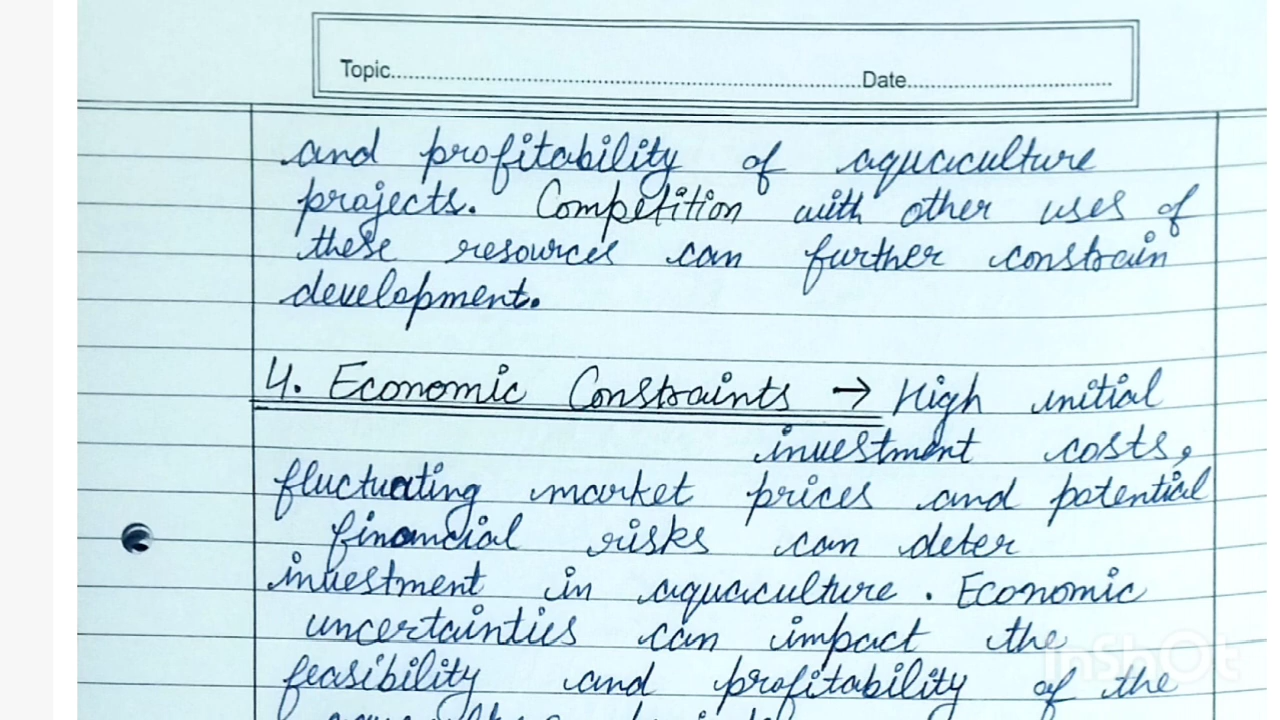 Topic..........Date..........
and profitability of aquaculture
projects. Competition with other uses of
these resources can further constrain
development.
4. Economic Constraints → High initial
investment costs,
fluctuating market prices and potential
financial risks can deter
investment in aquaculture. Economic
uncertainties can impact the
InShOt
feasibility and profitability of the